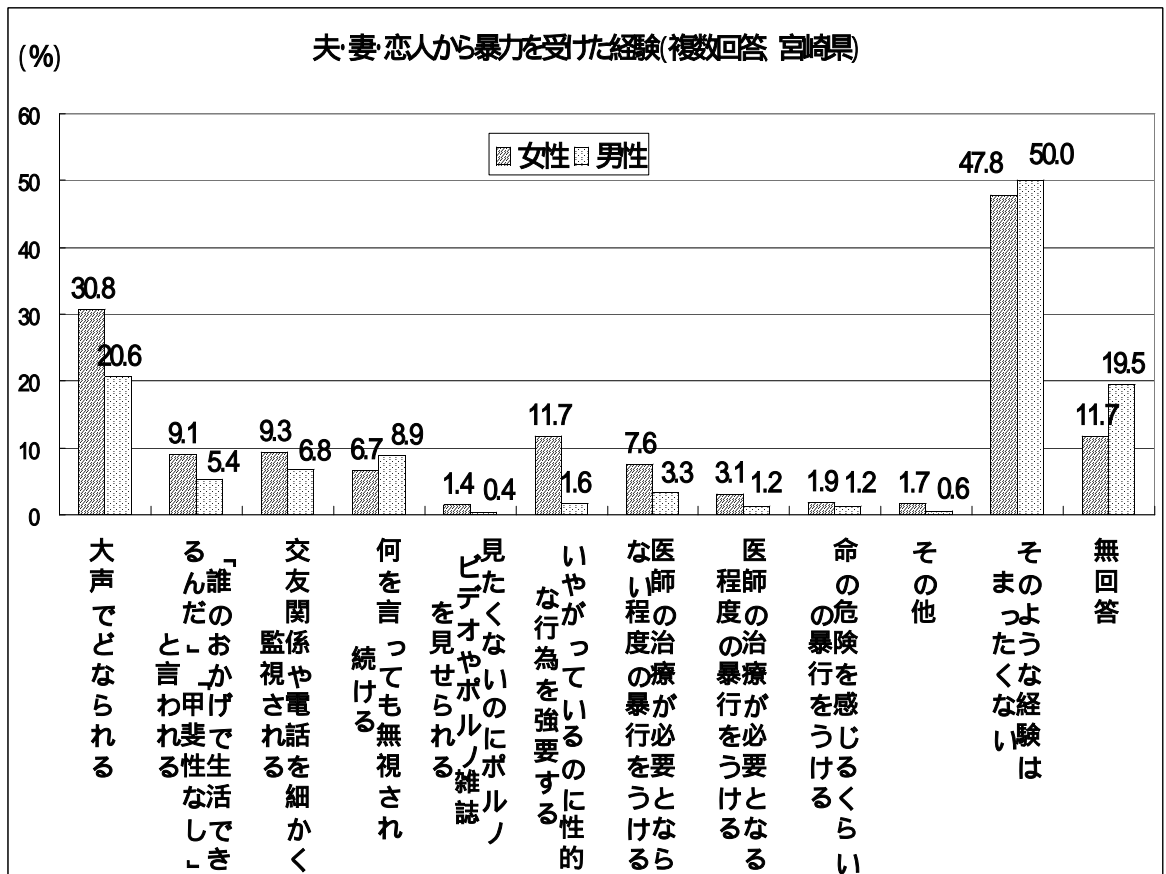 (%)
夫・妻・恋人から暴力を受けた経験(複数回答、宮崎県)
60
50
40
30
20
10
0
女性 男性
30.8
20.6
9.1
5.4
9.3
6.8
6.7
8.9
1.4
0.4
11.7
1.6
7.6
3.3
3.1
1.2
1.9
1.2
1.7
0.6
47.8
50.0
11.7
19.5
大声でどなられる
「誰のおかげで生活でき
るんだ」「甲斐性なし」
と言われる
交友関係や電話を細かく
監視される
何を言っても無視され
続ける
見たくないのにポルノ
ビデオやポルノ雑誌
を見せられる
いやがっているのに性的
な行為を強要する
医師の治療が必要となら
ない程度の暴行をうける
医師の治療が必要となる
程度の暴行をうける
命の危険を感じるくらい
の暴行をうける
その他
そのような経験は
まったくない
無回答